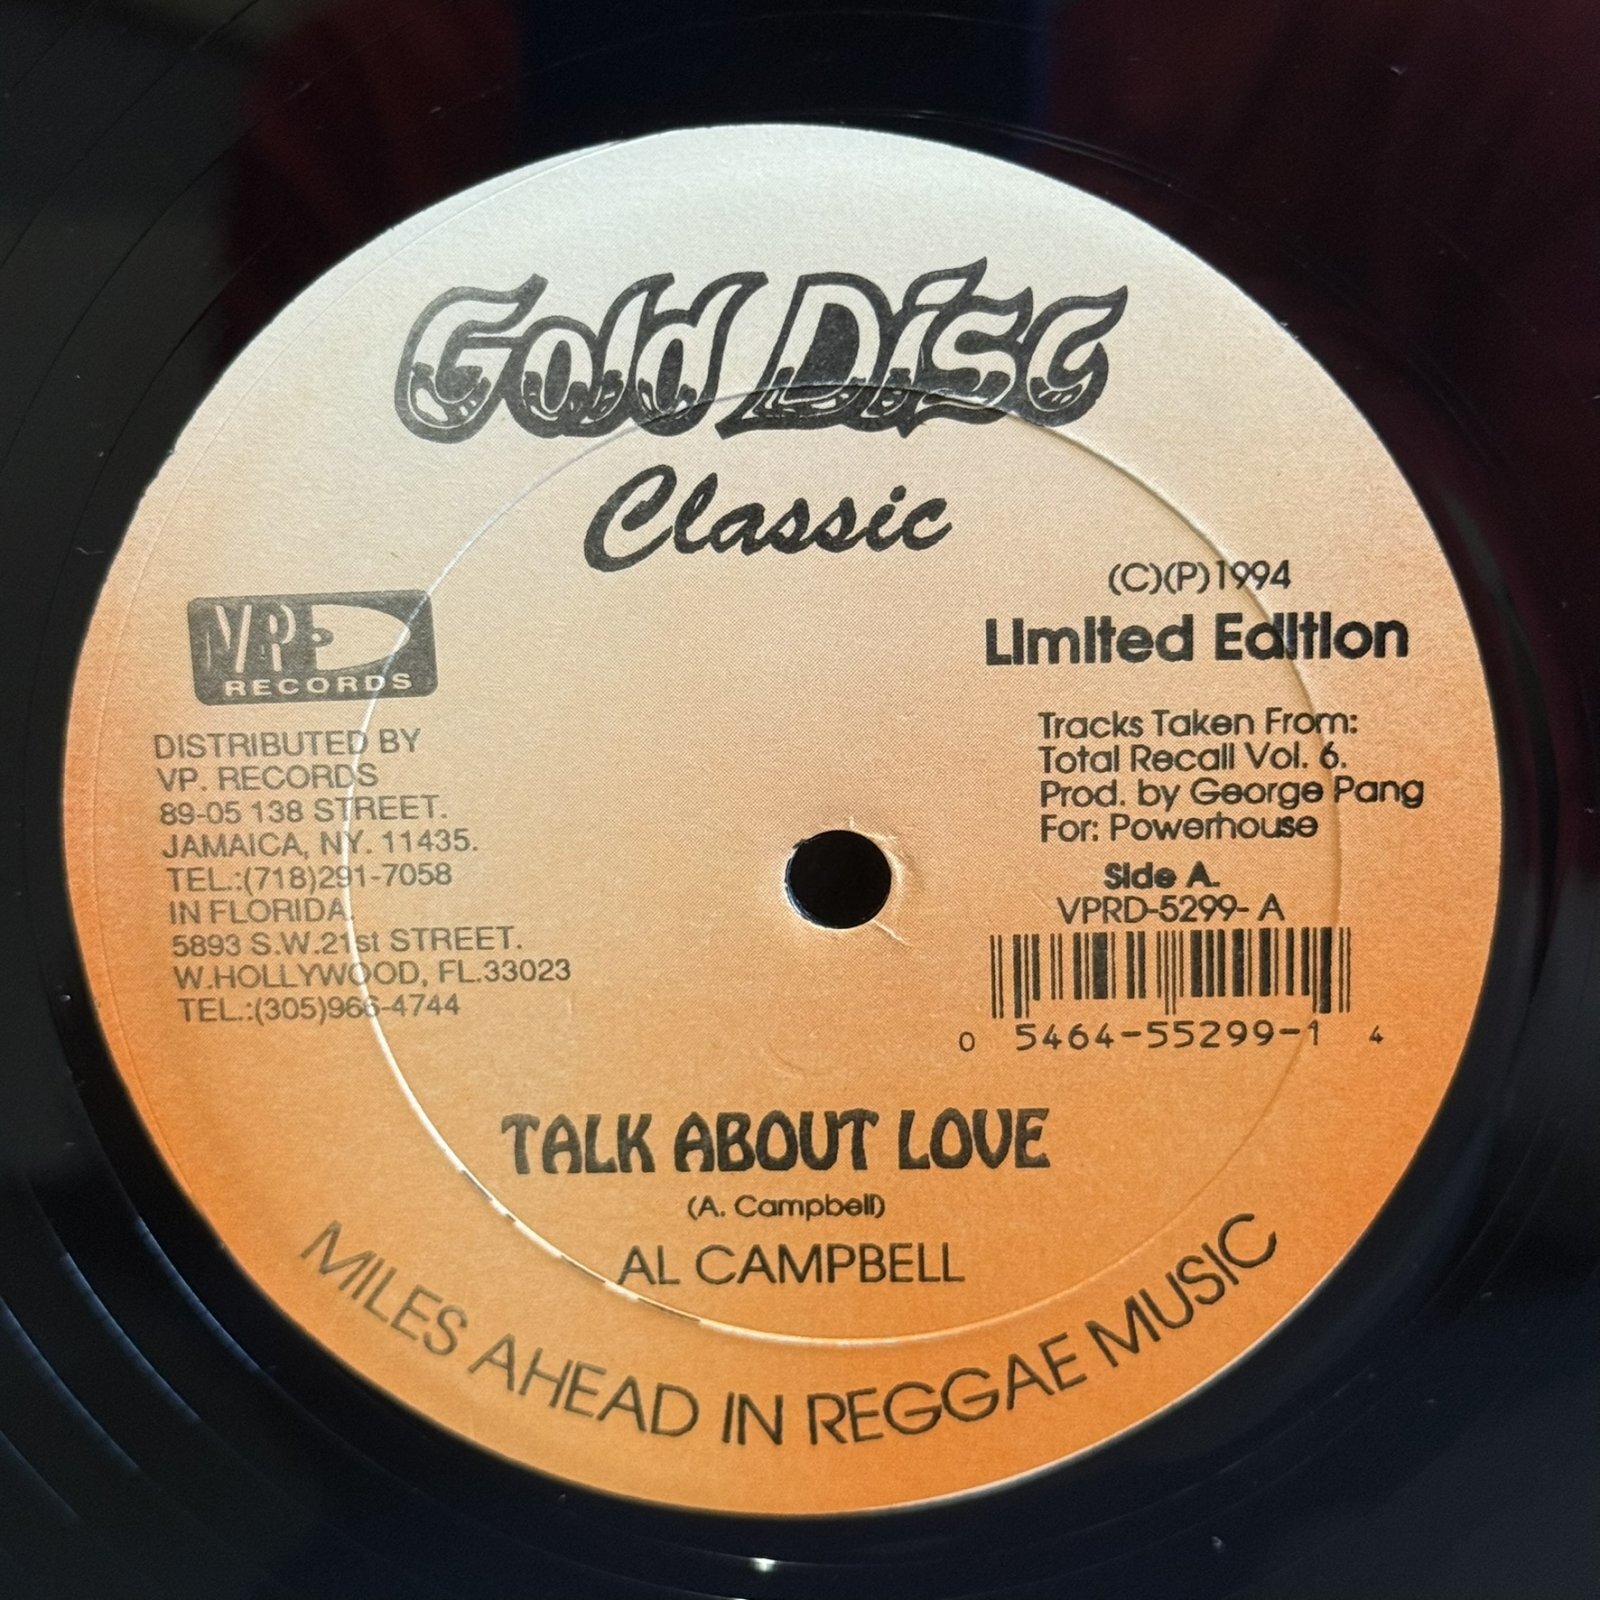 Gold Disc
Classic
VP
RECORDS
DISTRIBUTED BY
VP. RECORDS
89-05 138 STREET.
JAMAICA, NY. 11435.
TEL.:(718)291-7058
IN FLORIDA.
5893 S.W.21st STREET.
W.HOLLYWOOD, FL.33023
TEL.:(305)966-4744
(C)(P)1994
Limited Edition
Tracks Taken From:
Total Recall Vol. 6.
Prod. by George Pang
For: Powerhouse
Side A.
VPRD-5299- A
0 5464-55299-1 4
TALK ABOUT LOVE
(A. Campbell)
AL CAMPBELL
MILES AHEAD IN REGGAE MUSIC